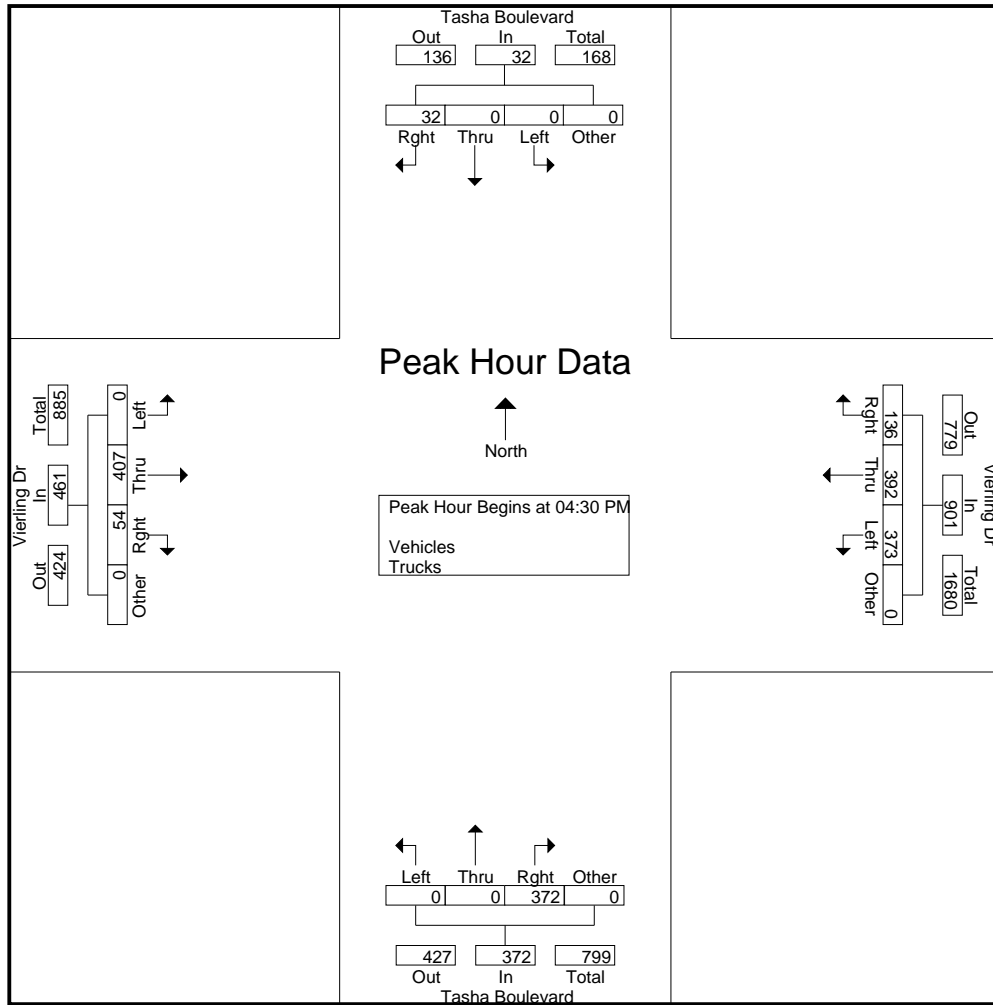 Tasha Boulevard
Out In Total
136 32 168
32 0 0 0
Rght Thru Left Other
Peak Hour Data
North
Peak Hour Begins at 04:30 PM
Vehicles
Trucks
Vierling Dr
Out In Total
424 461 885
Other Rght Thru Left
0 54 407 0
Vierling Dr
Out In Total
779 901 1680
Rght Thru Left Other
136 392 373 0
Left Thru Rght Other
0 0 372 0
427 372 799
Out In Total
Tasha Boulevard